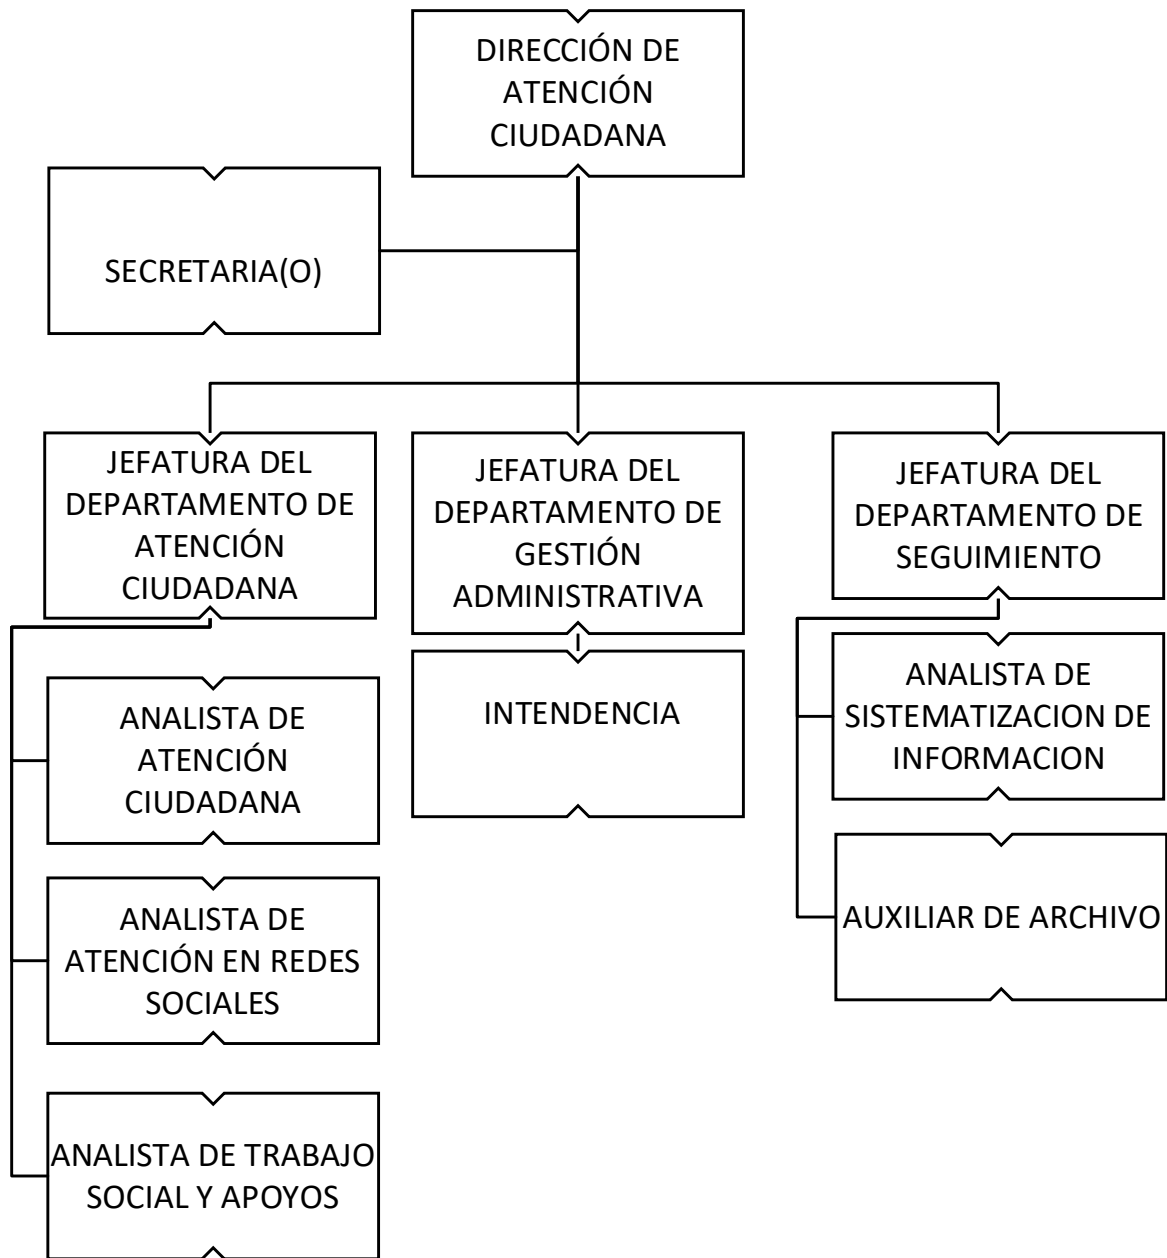 DIRECCIÓN DE
ATENCIÓN
CIUDADANA
SECRETARIA(O)
JEFATURA DEL
DEPARTAMENTO DE
ATENCIÓN
CIUDADANA
JEFATURA DEL
DEPARTAMENTO DE
GESTIÓN
ADMINISTRATIVA
JEFATURA DEL
DEPARTAMENTO DE
SEGUIMIENTO
ANALISTA DE
ATENCIÓN
CIUDADANA
INTENDENCIA
ANALISTA DE
SISTEMATIZACION DE
INFORMACION
ANALISTA DE
ATENCIÓN EN REDES
SOCIALES
AUXILIAR DE ARCHIVO
ANALISTA DE TRABAJO
SOCIAL Y APOYOS